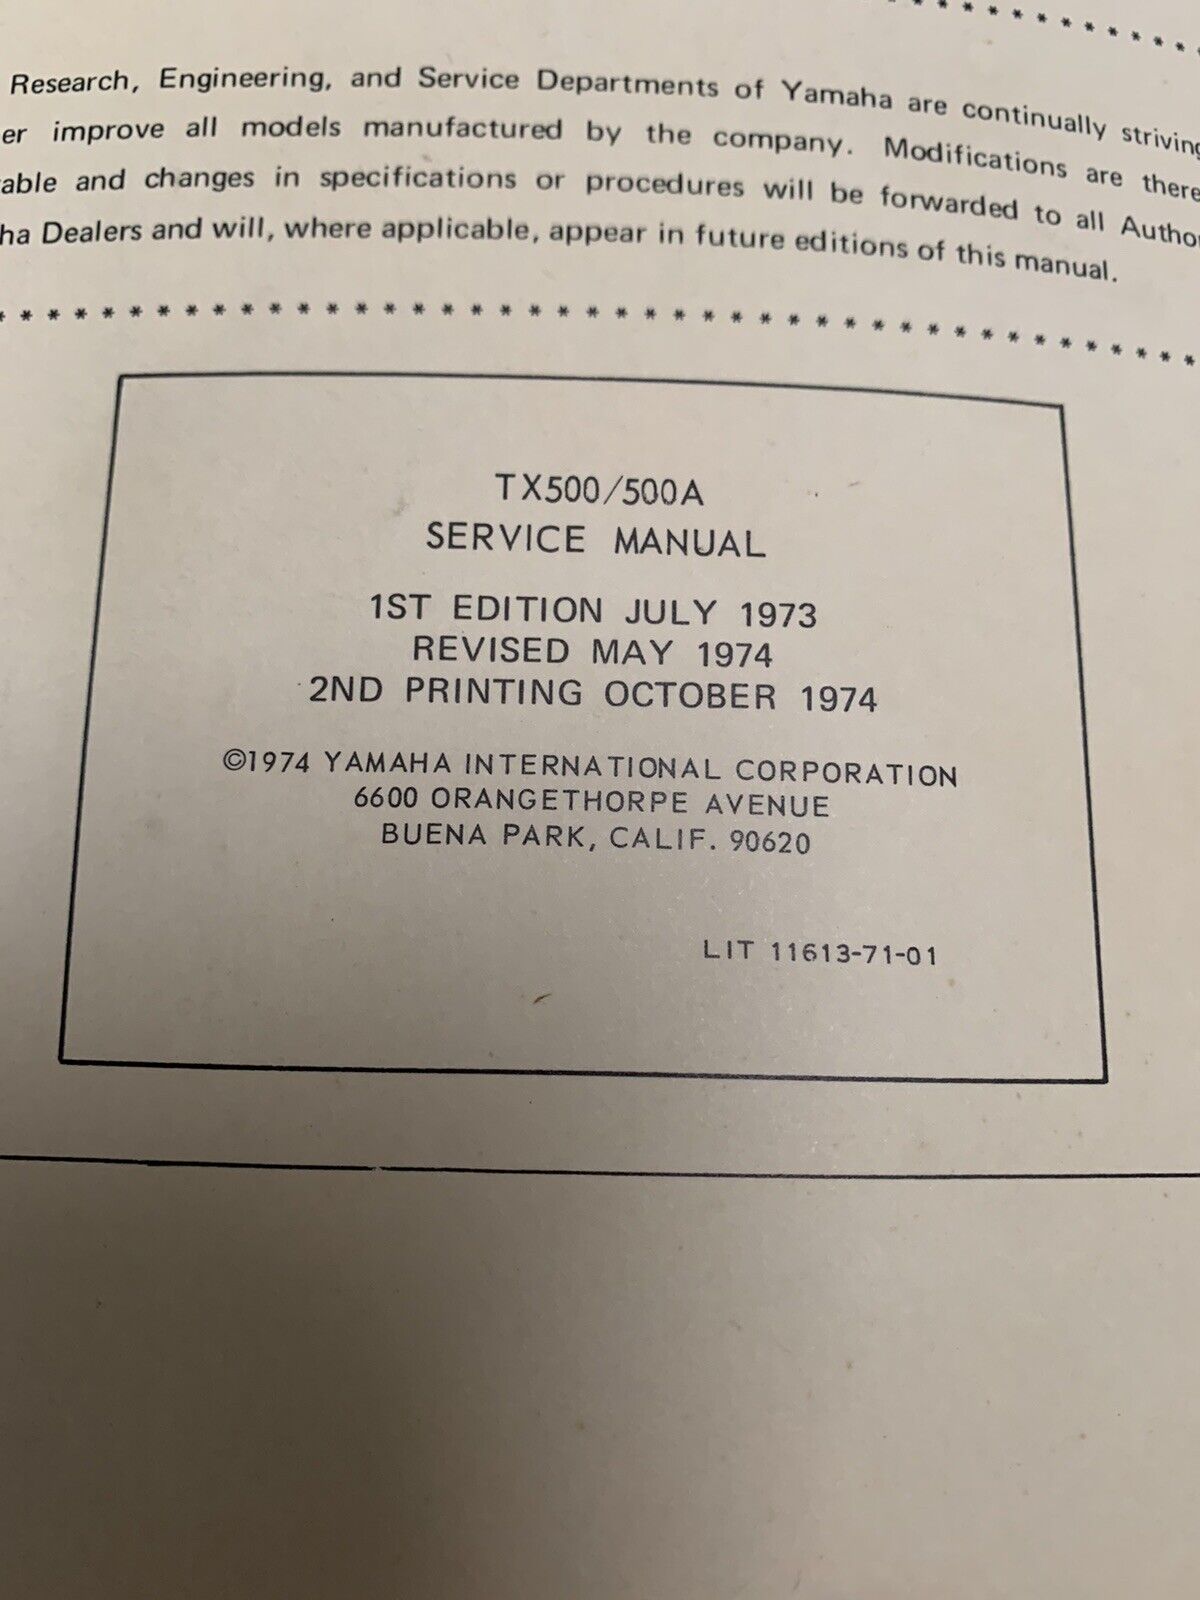 Research, Engineering, and Service Departments of Yamaha are continually striving
improve all models manufactured by the company. Modifications are
and changes in specifications or procedures will be forwarded to all
Dealers and will, where applicable, appear in future editions of this manual.
* * * * * * * * * * * * * * * * * * * * * * * * * * * * * * * * * * * * * * * * * * * *
TX500/500A
SERVICE MANUAL
1ST EDITION JULY 1973
REVISED MAY 1974
2ND PRINTING OCTOBER 1974
©1974 YAMAHA INTERNATIONAL CORPORATION
6600 ORANGETHORPE AVENUE
BUENA PARK, CALIF. 90620
LIT 11613-71-01